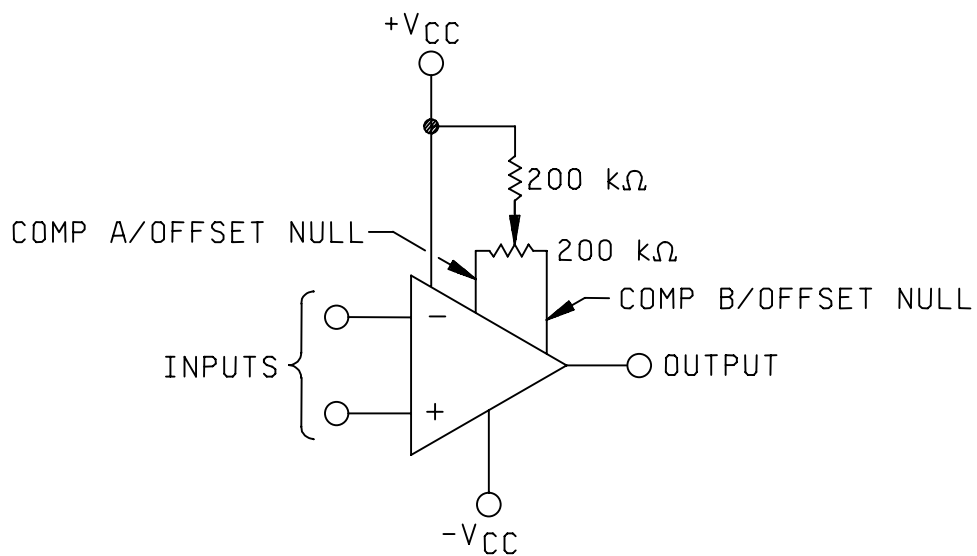 +VCC
200 kΩ
COMP A/OFFSET NULL
200 kΩ
COMP B/OFFSET NULL
−
INPUTS
OUTPUT
+
−VCC